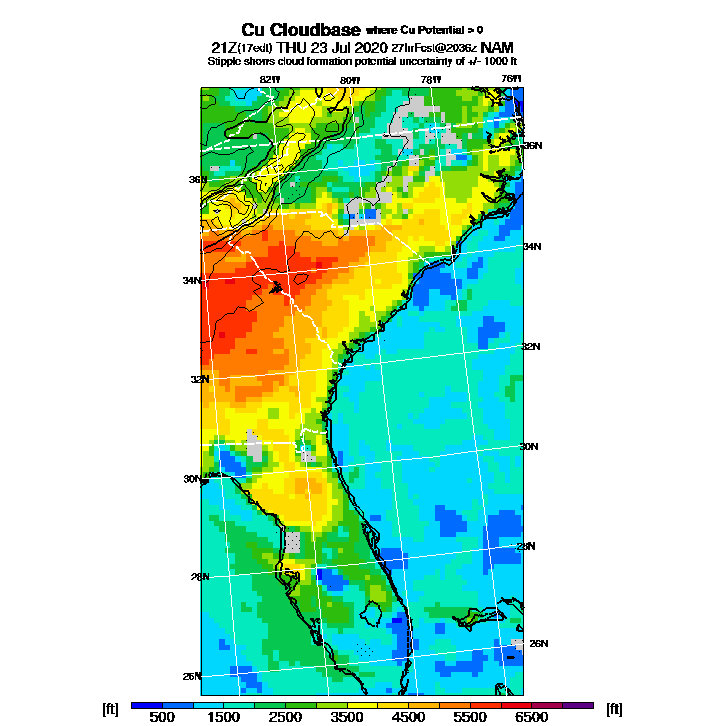 Cu Cloudbase where Cu Potential > 0
21Z(17edt) THU 23 Jul 2020 27hrFcst@2036z NAM
Stipple shows cloud formation potential uncertainty of +/- 1000 ft
82W 80W 78W 76W
36N
36N
34N
34N
32N
32N
30N
30N
28N
28N
26N
26N
[ft] 500 1500 2500 3500 4500 5500 6500 [ft]